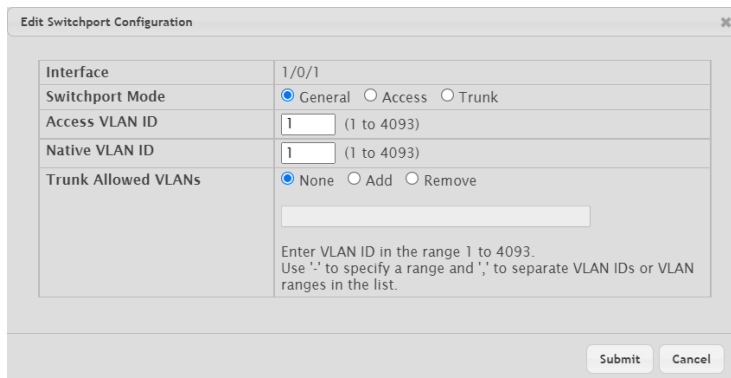 Edit Switchport Configuration
Interface 1/0/1
Switchport Mode General Access Trunk
Access VLAN ID 1 (1 to 4093)
Native VLAN ID 1 (1 to 4093)
Trunk Allowed VLANs None Add Remove
Enter VLAN ID in the range 1 to 4093.
Use '-' to specify a range and ',' to separate VLAN IDs or VLAN
ranges in the list.
Submit Cancel